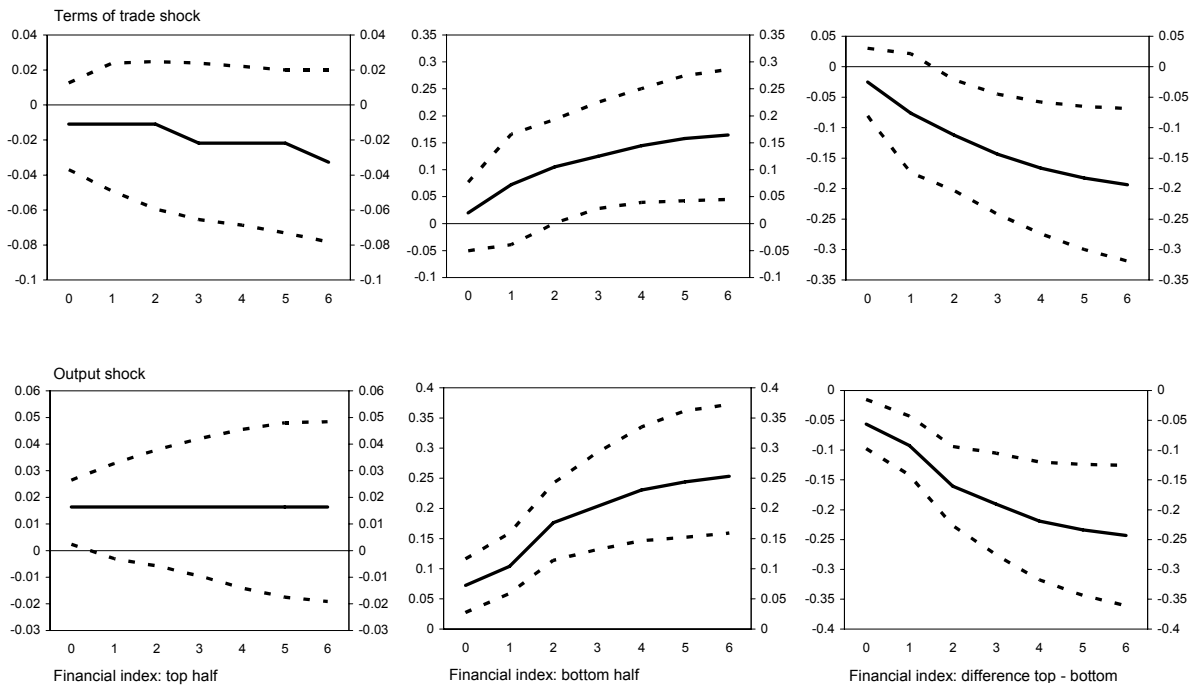 Terms of trade shock
0.04 0.04 0.35 0.35 0.05 0.05
0.02 0.02 0.3 0.3 0 0
0 0 0.25 0.25 -0.05 -0.05
-0.02 -0.02 0.2 0.2 -0.1 -0.1
-0.04 -0.04 0.15 0.15 -0.15 -0.15
-0.06 -0.06 0.1 0.1 -0.2 -0.2
-0.08 -0.08 0.05 0.05 -0.25 -0.25
-0.1 -0.1 0 0 -0.3 -0.3
-0.05 -0.05 -0.35 -0.35
-0.1 -0.1
0 1 2 3 4 5 6 0 1 2 3 4 5 6 0 1 2 3 4 5 6
Output shock
0.06 0.06 0.4 0.4 0 0
0.05 0.05 0.35 0.35 -0.05 -0.05
0.04 0.04 0.3 0.3 -0.1 -0.1
0.03 0.03 0.25 0.25 -0.15 -0.15
0.02 0.02 0.2 0.2 -0.2 -0.2
0.01 0.01 0.15 0.15 -0.25 -0.25
0 0 0.1 0.1 -0.3 -0.3
-0.01 -0.01 0.05 0.05 -0.35 -0.35
-0.02 -0.02 0 0 -0.4 -0.4
-0.03 -0.03
0 1 2 3 4 5 6 0 1 2 3 4 5 6 0 1 2 3 4 5 6
Financial index: top half Financial index: bottom half Financial index: difference top - bottom